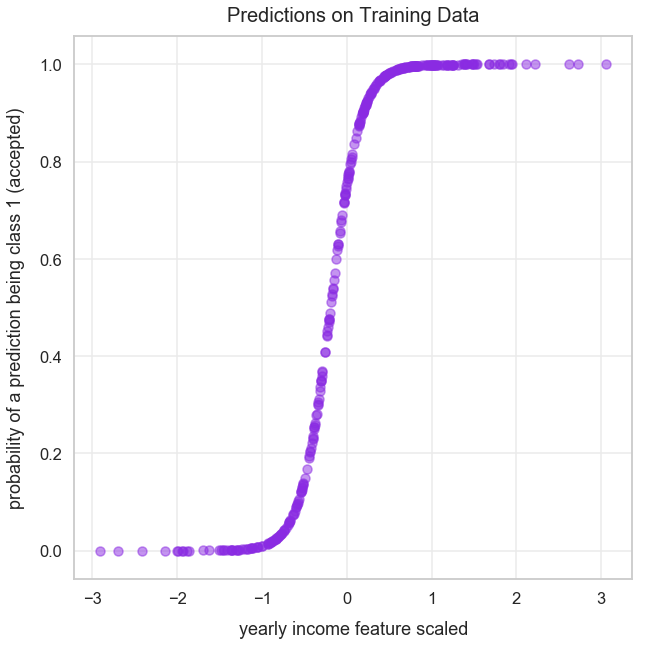 Predictions on Training Data
probability of a prediction being class 1 (accepted)
1.0
0.8
0.6
0.4
0.2
0.0
−3 −2 −1 0 1 2 3
yearly income feature scaled